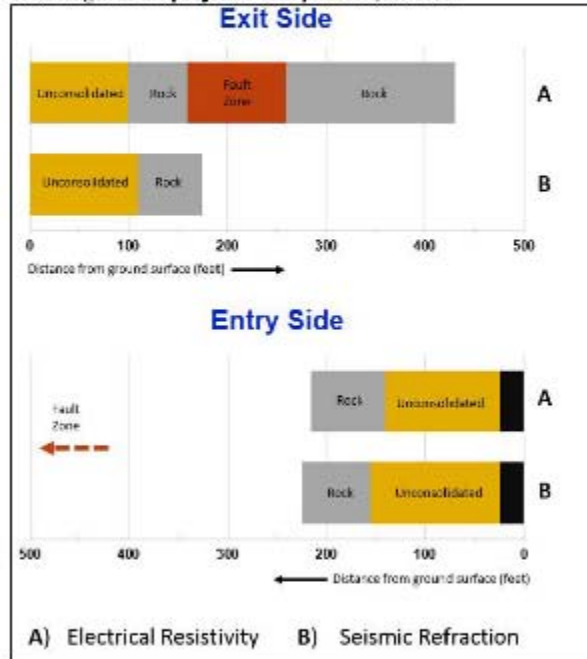 Exit Side
Unconsolidated Rock Fault Zone Rock A
Unconsolidated Rock B
0 100 200 300 400 500
Distance from ground surface (feet)
Entry Side
Fault Zone
Rock Unconsolidated A
Rock Unconsolidated B
500 400 300 200 100 0
Distance from ground surface (feet)
A) Electrical Resistivity B) Seismic Refraction